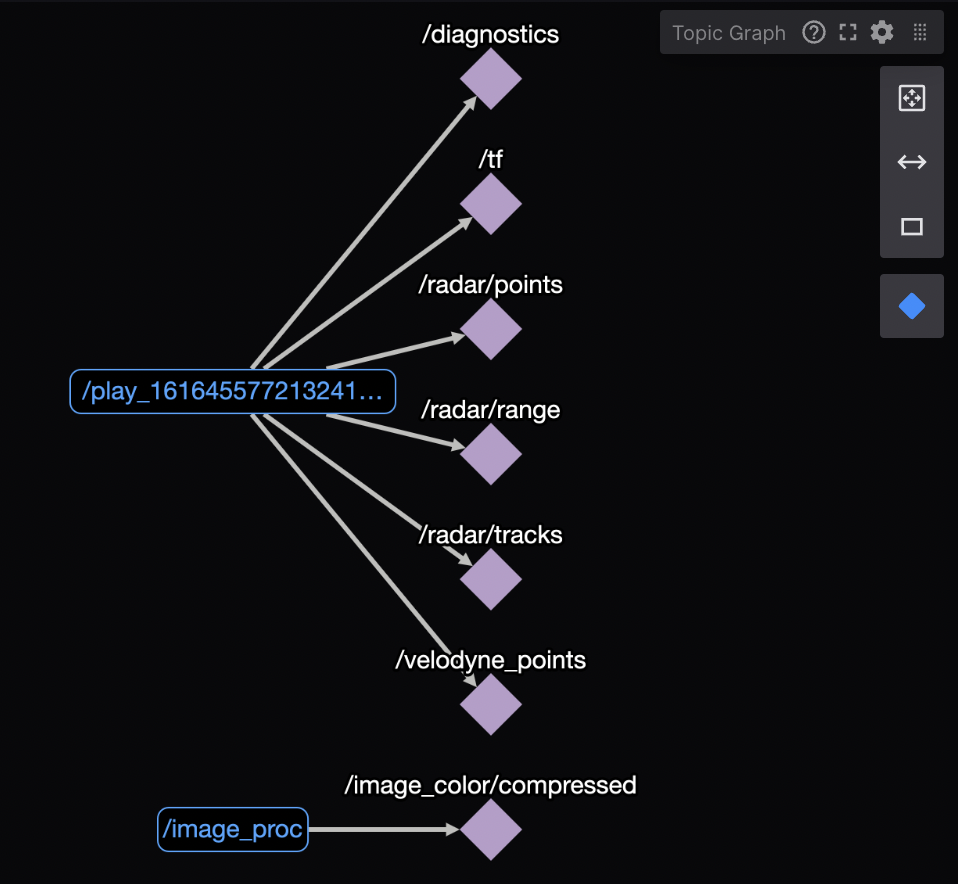 Topic Graph
/diagnostics
/tf
/radar/points
/play_161645577213241...
/radar/range
/radar/tracks
/velodyne_points
/image_color/compressed
/image_proc